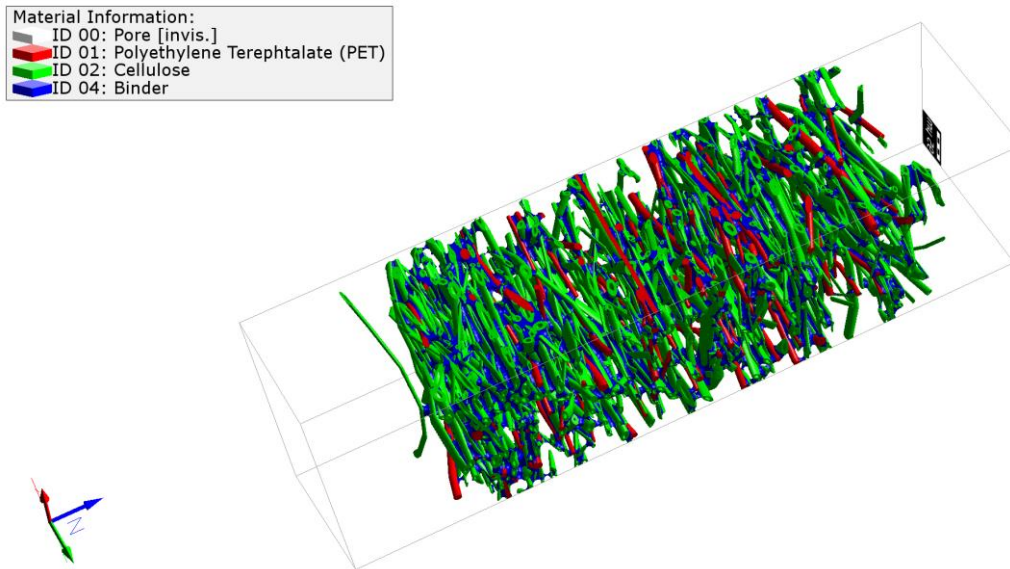 Material Information:
ID 00: Pore [invis.]
ID 01: Polyethylene Terephtalate (PET)
ID 02: Cellulose
ID 04: Binder
Z